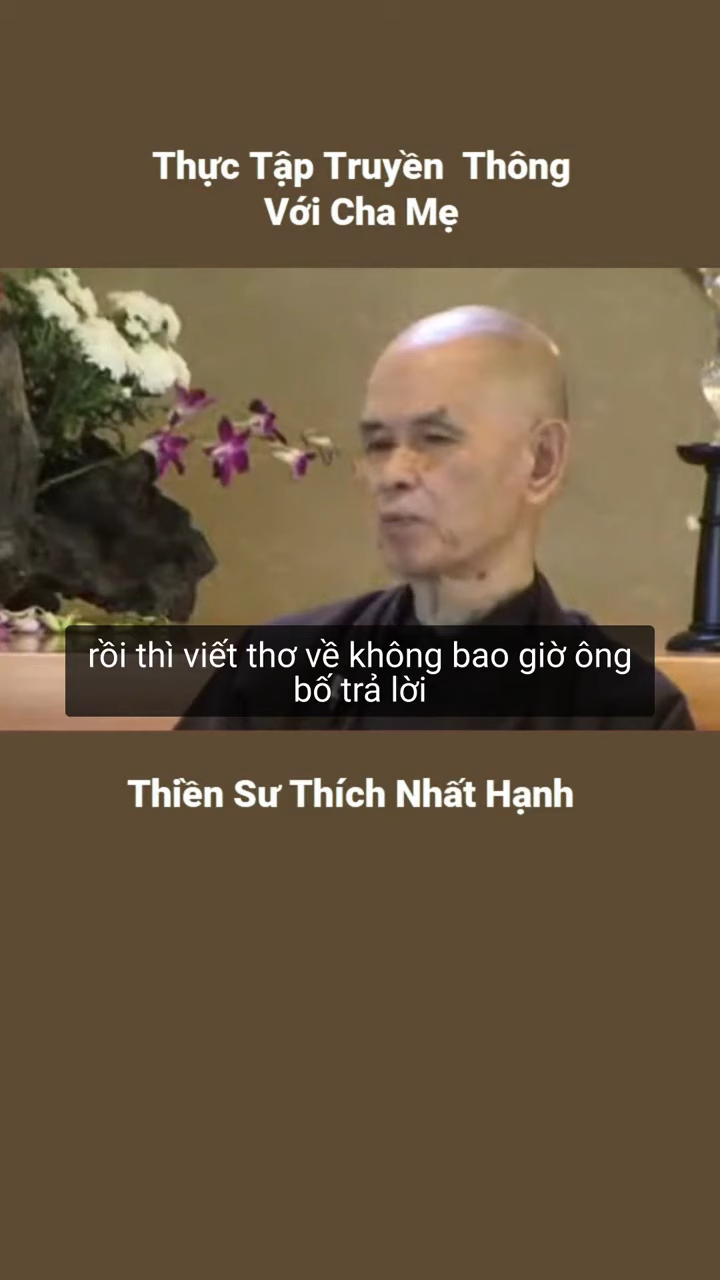 Thực Tập Truyền Thông
Với Cha Mẹ
rồi thì viết thơ về không bao giờ ông
bố trả lời
Thiền Sư Thích Nhất Hạnh